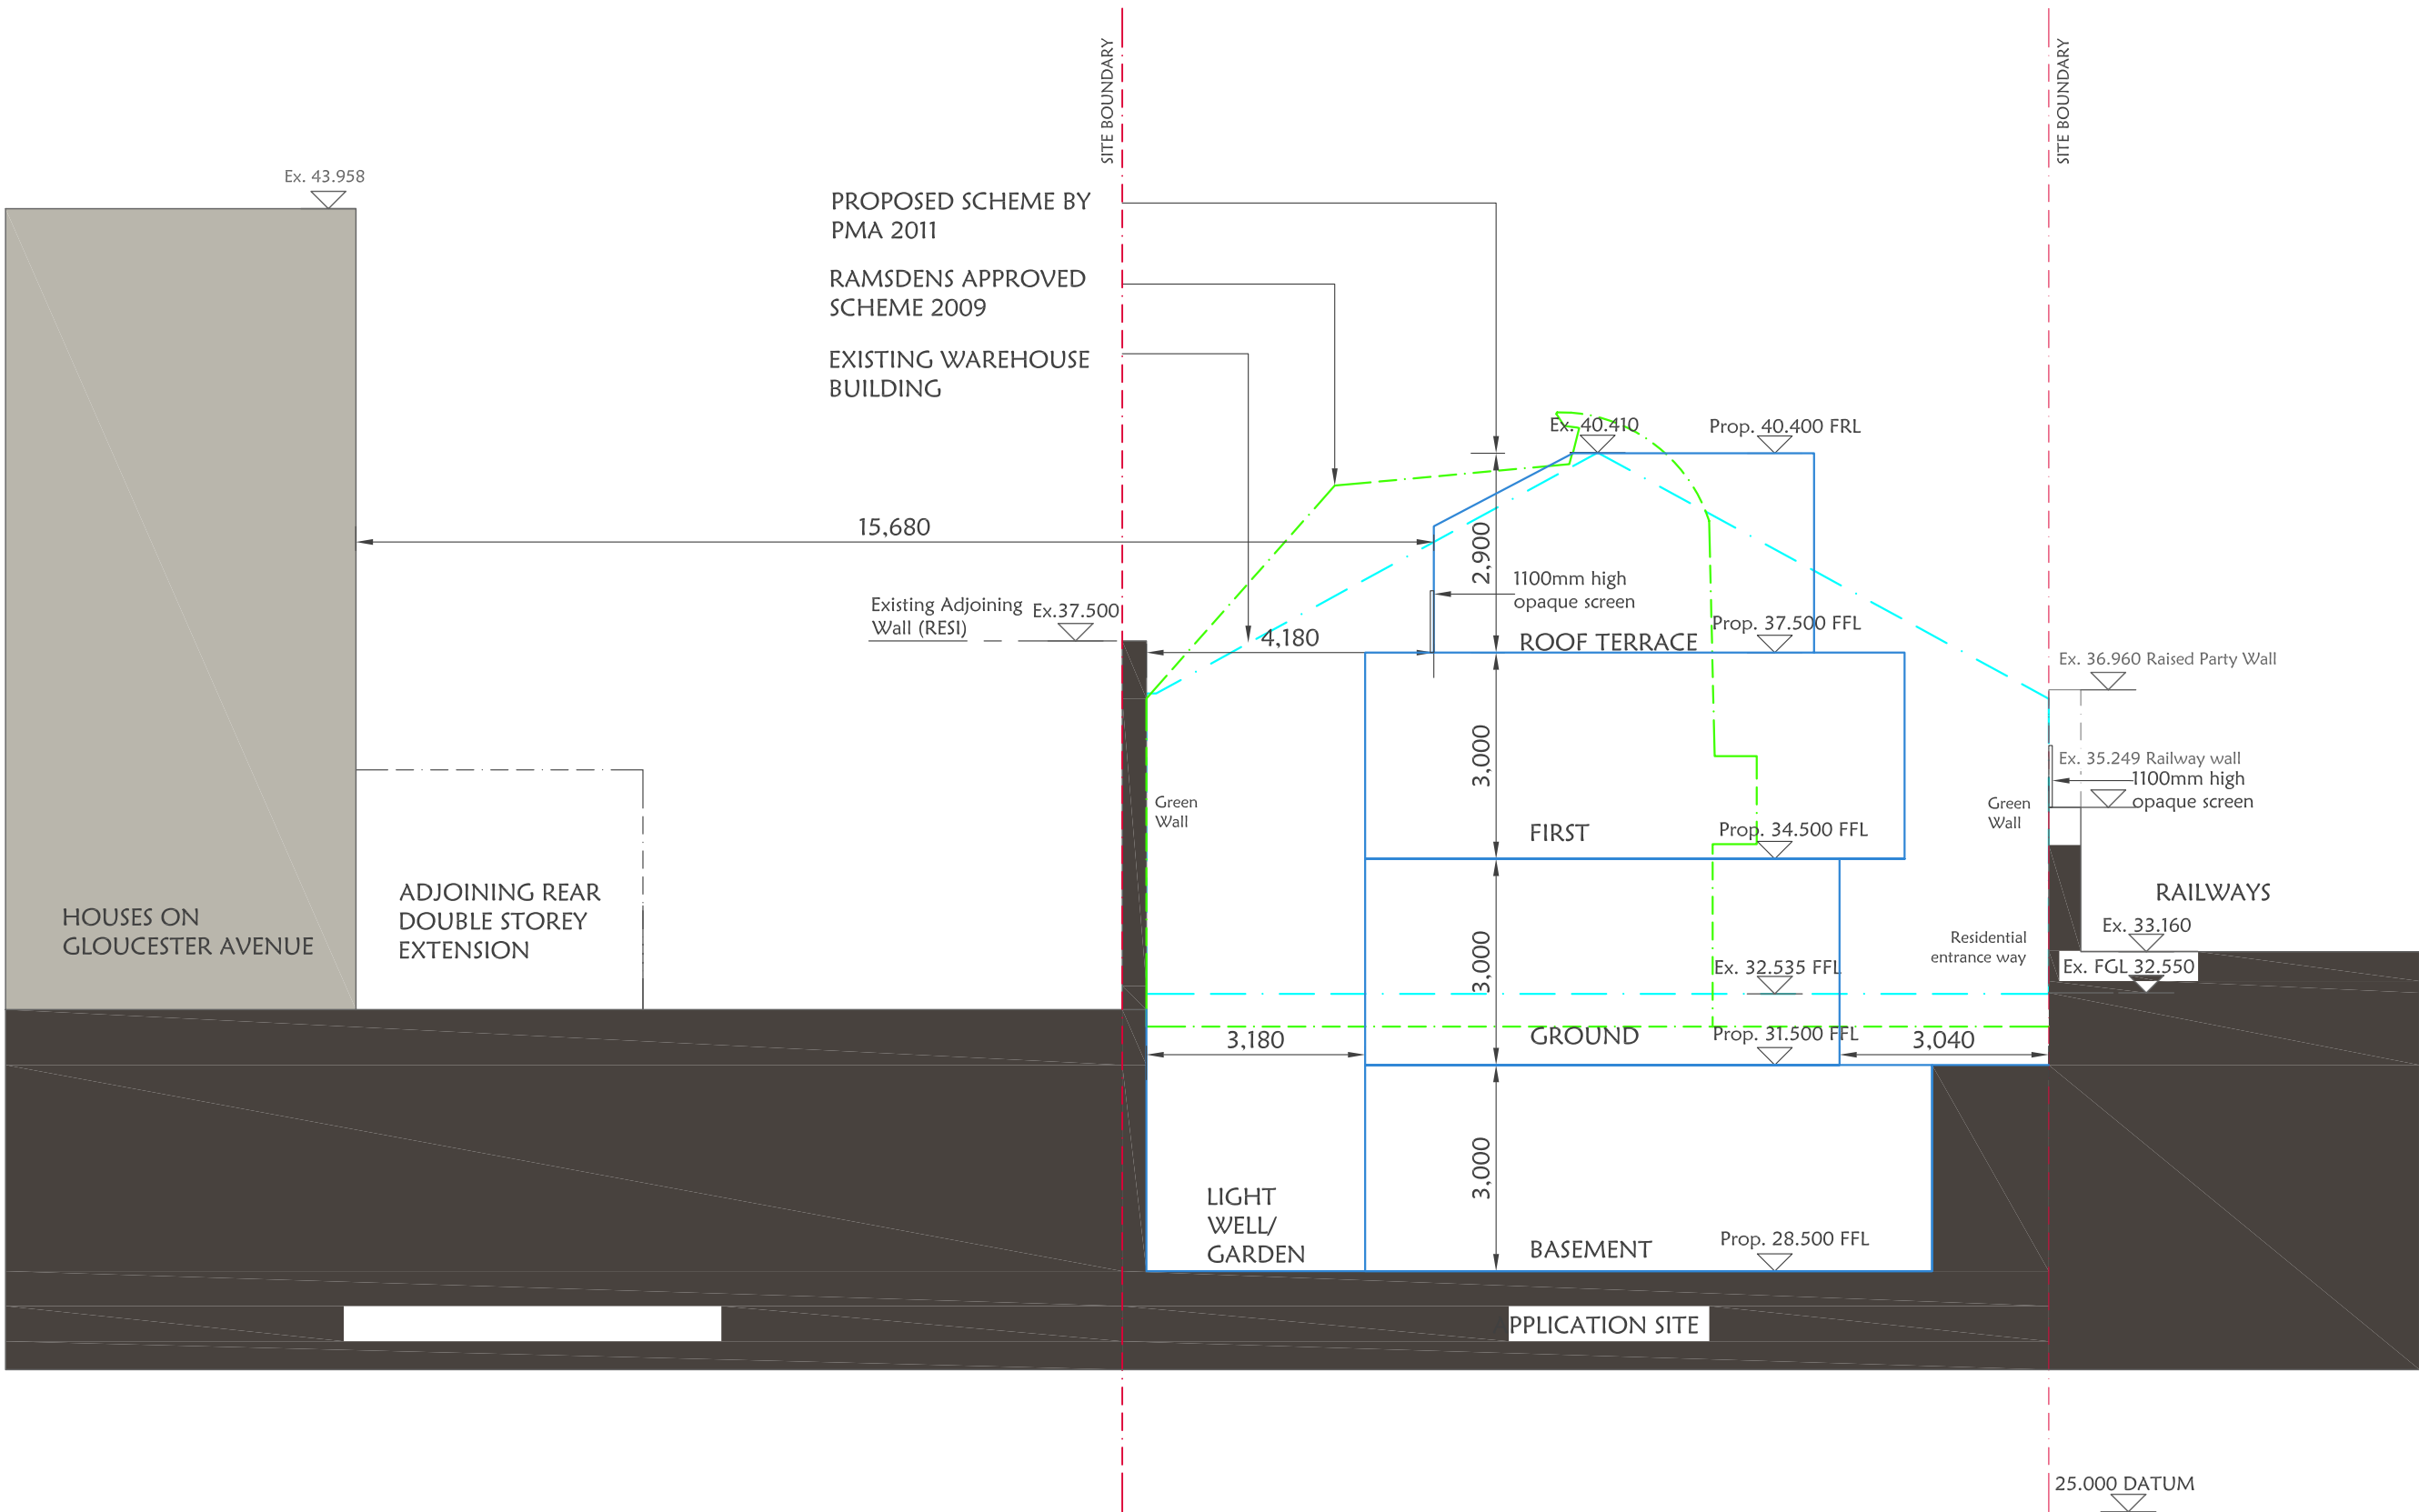 SITE BOUNDARY
SITE BOUNDARY
Ex. 43.958
PROPOSED SCHEME BY
PMA 2011
RAMSDENS APPROVED
SCHEME 2009
EXISTING WAREHOUSE
BUILDING
Ex. 40.410
Prop. 40.400 FRL
15,680
2,900
1100mm high
opaque screen
Existing Adjoining
Wall (RESI)
Ex.37.500
4,180
ROOF TERRACE
Prop. 37.500 FFL
Ex. 36.960 Raised Party Wall
3,000
Ex. 35.249 Railway wall
1100mm high
opaque screen
Green
Wall
Green
Wall
FIRST
Prop. 34.500 FFL
HOUSES ON
GLOUCESTER AVENUE
ADJOINING REAR
DOUBLE STOREY
EXTENSION
RAILWAYS
Ex. 33.160
Residential
entrance way
3,000
Ex. 32.535 FFL
Ex. FGL 32.550
3,180
GROUND
Prop. 31.500 FFL
3,040
3,000
LIGHT
WELL/
GARDEN
BASEMENT
Prop. 28.500 FFL
PPLICATION SITE
25.000 DATUM